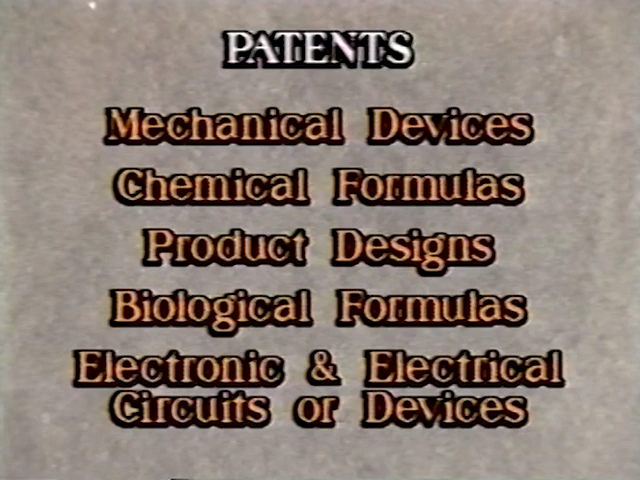 PATENTS
Mechanical Devices
Chemical Formulas
Product Designs
Biological Formulas
Electronic & Electrical
Circuits or Devices